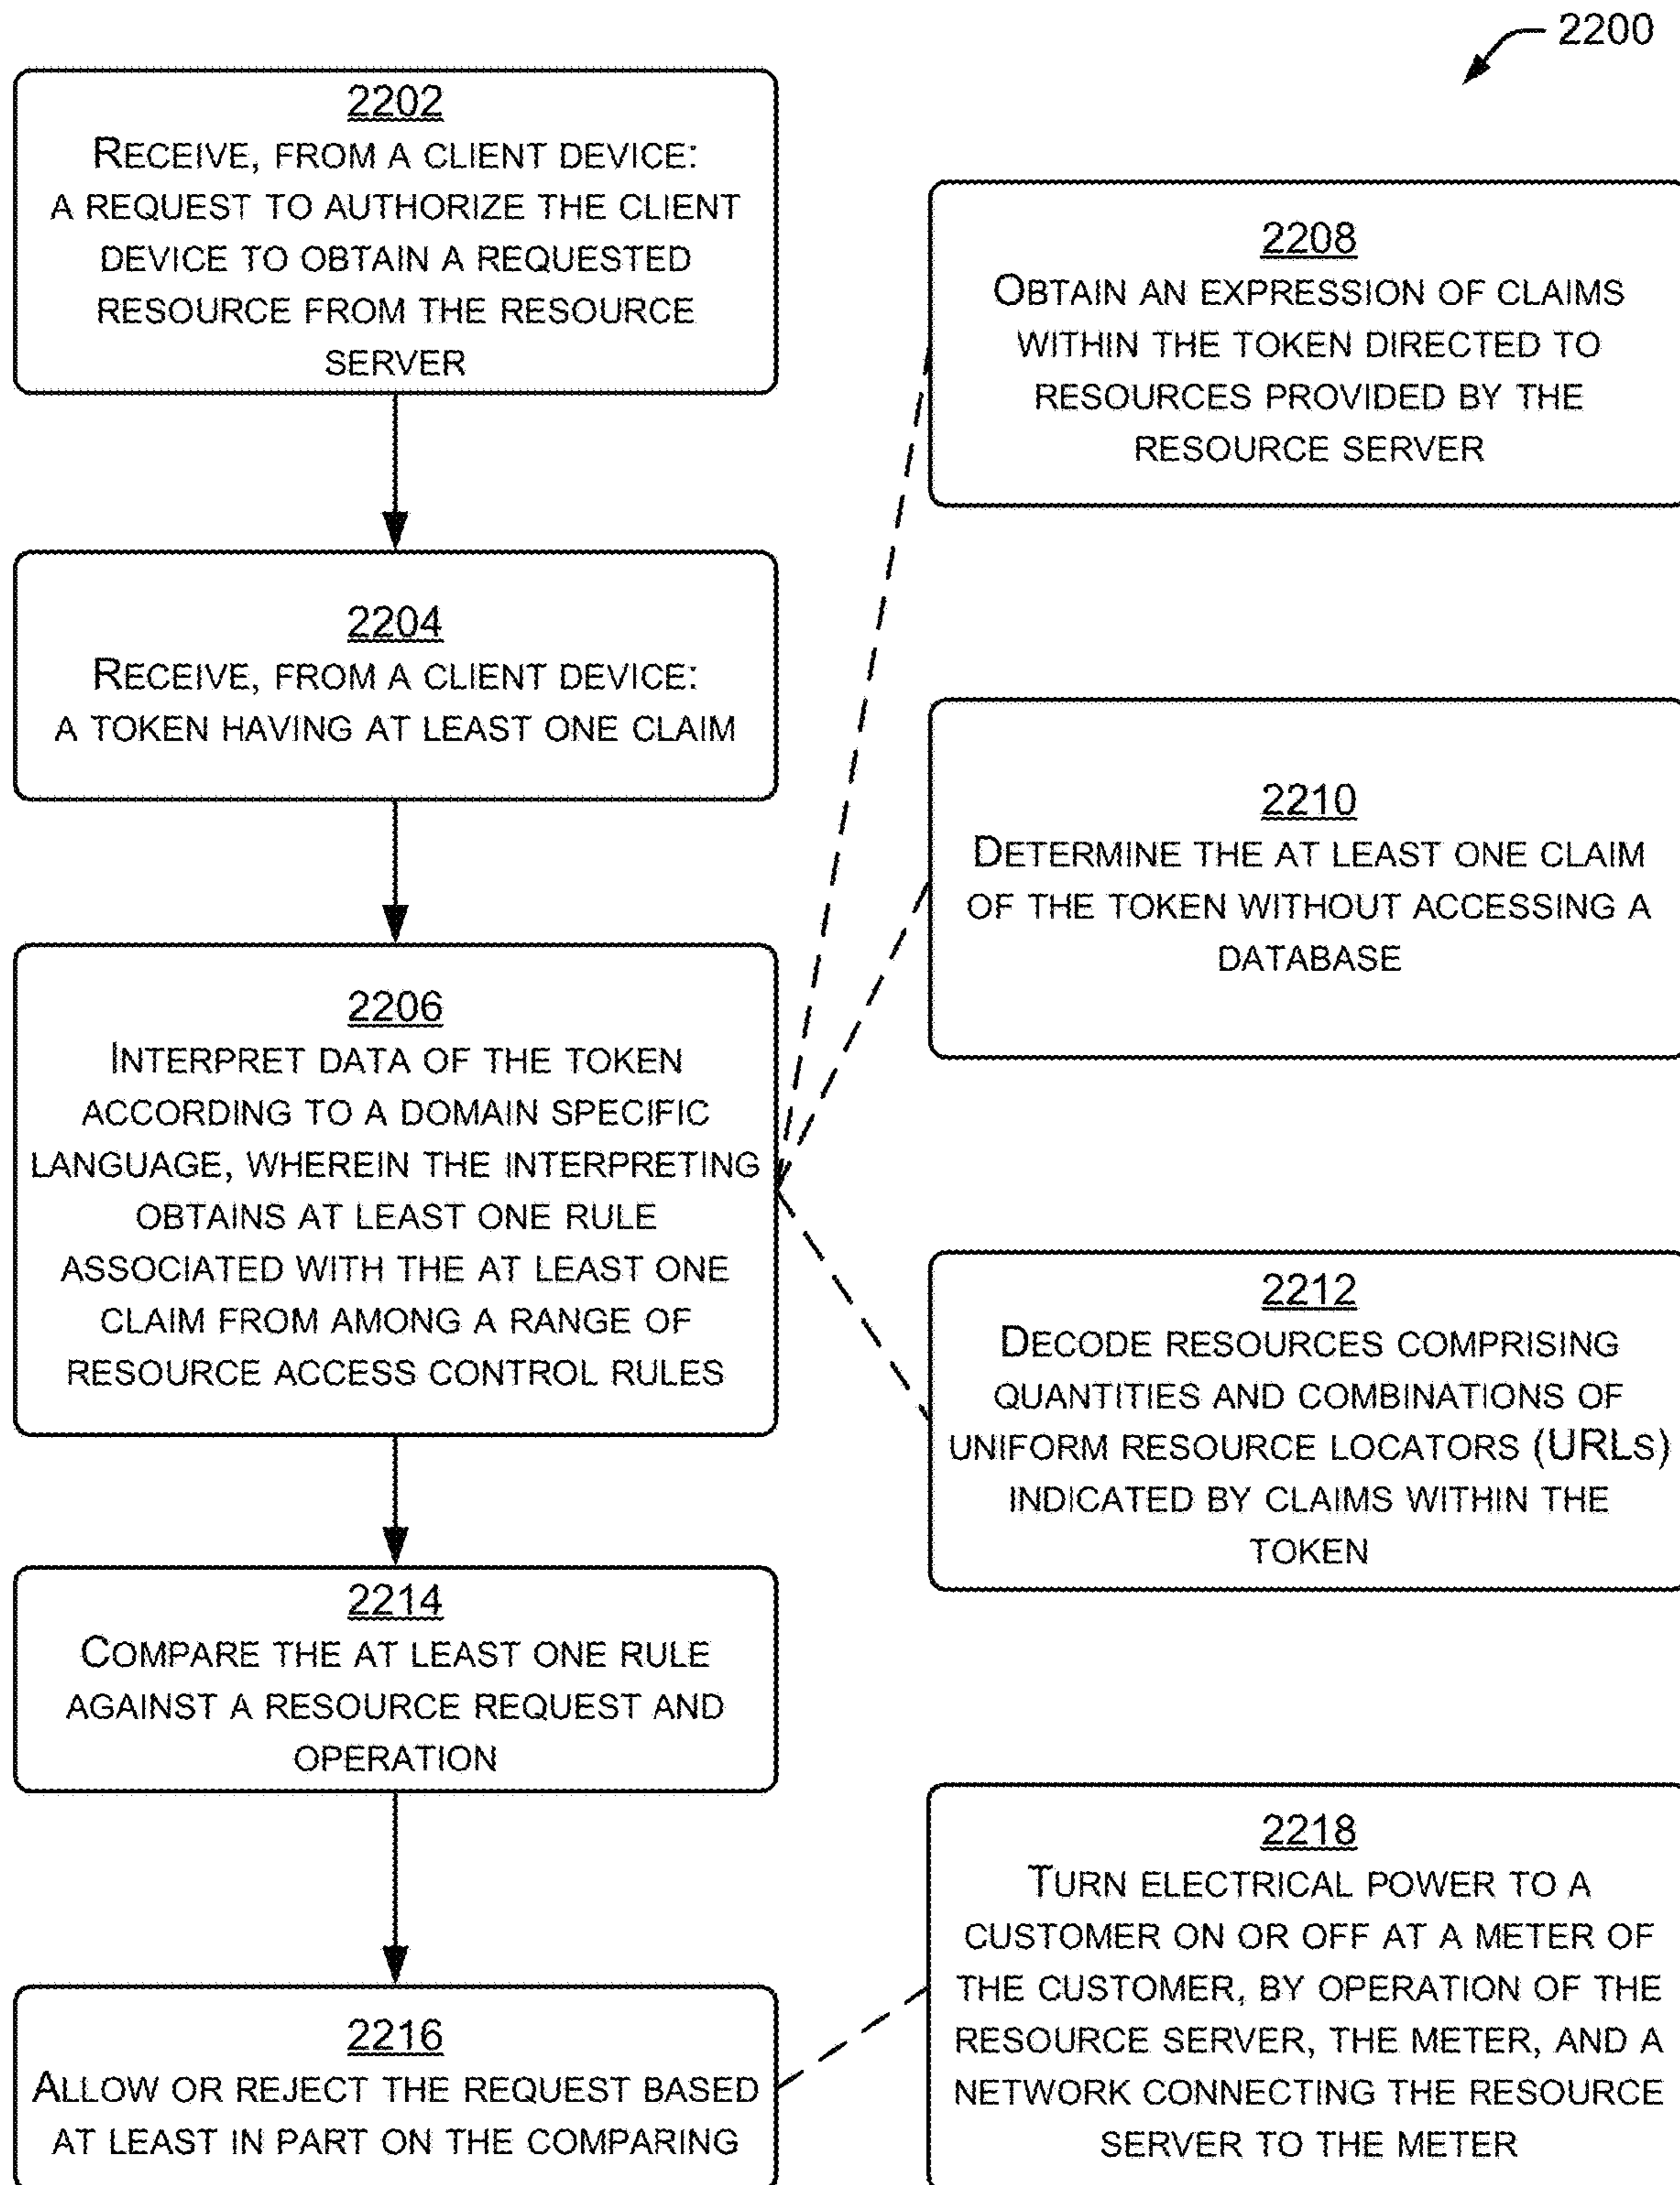 2200
2202
RECEIVE, FROM A CLIENT DEVICE:
A REQUEST TO AUTHORIZE THE CLIENT
DEVICE TO OBTAIN A REQUESTED
RESOURCE FROM THE RESOURCE
SERVER
2204
RECEIVE, FROM A CLIENT DEVICE:
A TOKEN HAVING AT LEAST ONE CLAIM
2206
INTERPRET DATA OF THE TOKEN
ACCORDING TO A DOMAIN SPECIFIC
LANGUAGE, WHEREIN THE INTERPRETING
OBTAINS AT LEAST ONE RULE
ASSOCIATED WITH THE AT LEAST ONE
CLAIM FROM AMONG A RANGE OF
RESOURCE ACCESS CONTROL RULES
2208
OBTAIN AN EXPRESSION OF CLAIMS
WITHIN THE TOKEN DIRECTED TO
RESOURCES PROVIDED BY THE
RESOURCE SERVER
2210
DETERMINE THE AT LEAST ONE CLAIM
OF THE TOKEN WITHOUT ACCESSING A
DATABASE
2212
DECODE RESOURCES COMPRISING
QUANTITIES AND COMBINATIONS OF
UNIFORM RESOURCE LOCATORS (URLS)
INDICATED BY CLAIMS WITHIN THE
TOKEN
2214
COMPARE THE AT LEAST ONE RULE
AGAINST A RESOURCE REQUEST AND
OPERATION
2216
ALLOW OR REJECT THE REQUEST BASED
AT LEAST IN PART ON THE COMPARING
2218
TURN ELECTRICAL POWER TO A
CUSTOMER ON OR OFF AT A METER OF
THE CUSTOMER, BY OPERATION OF THE
RESOURCE SERVER, THE METER, AND A
NETWORK CONNECTING THE RESOURCE
SERVER TO THE METER